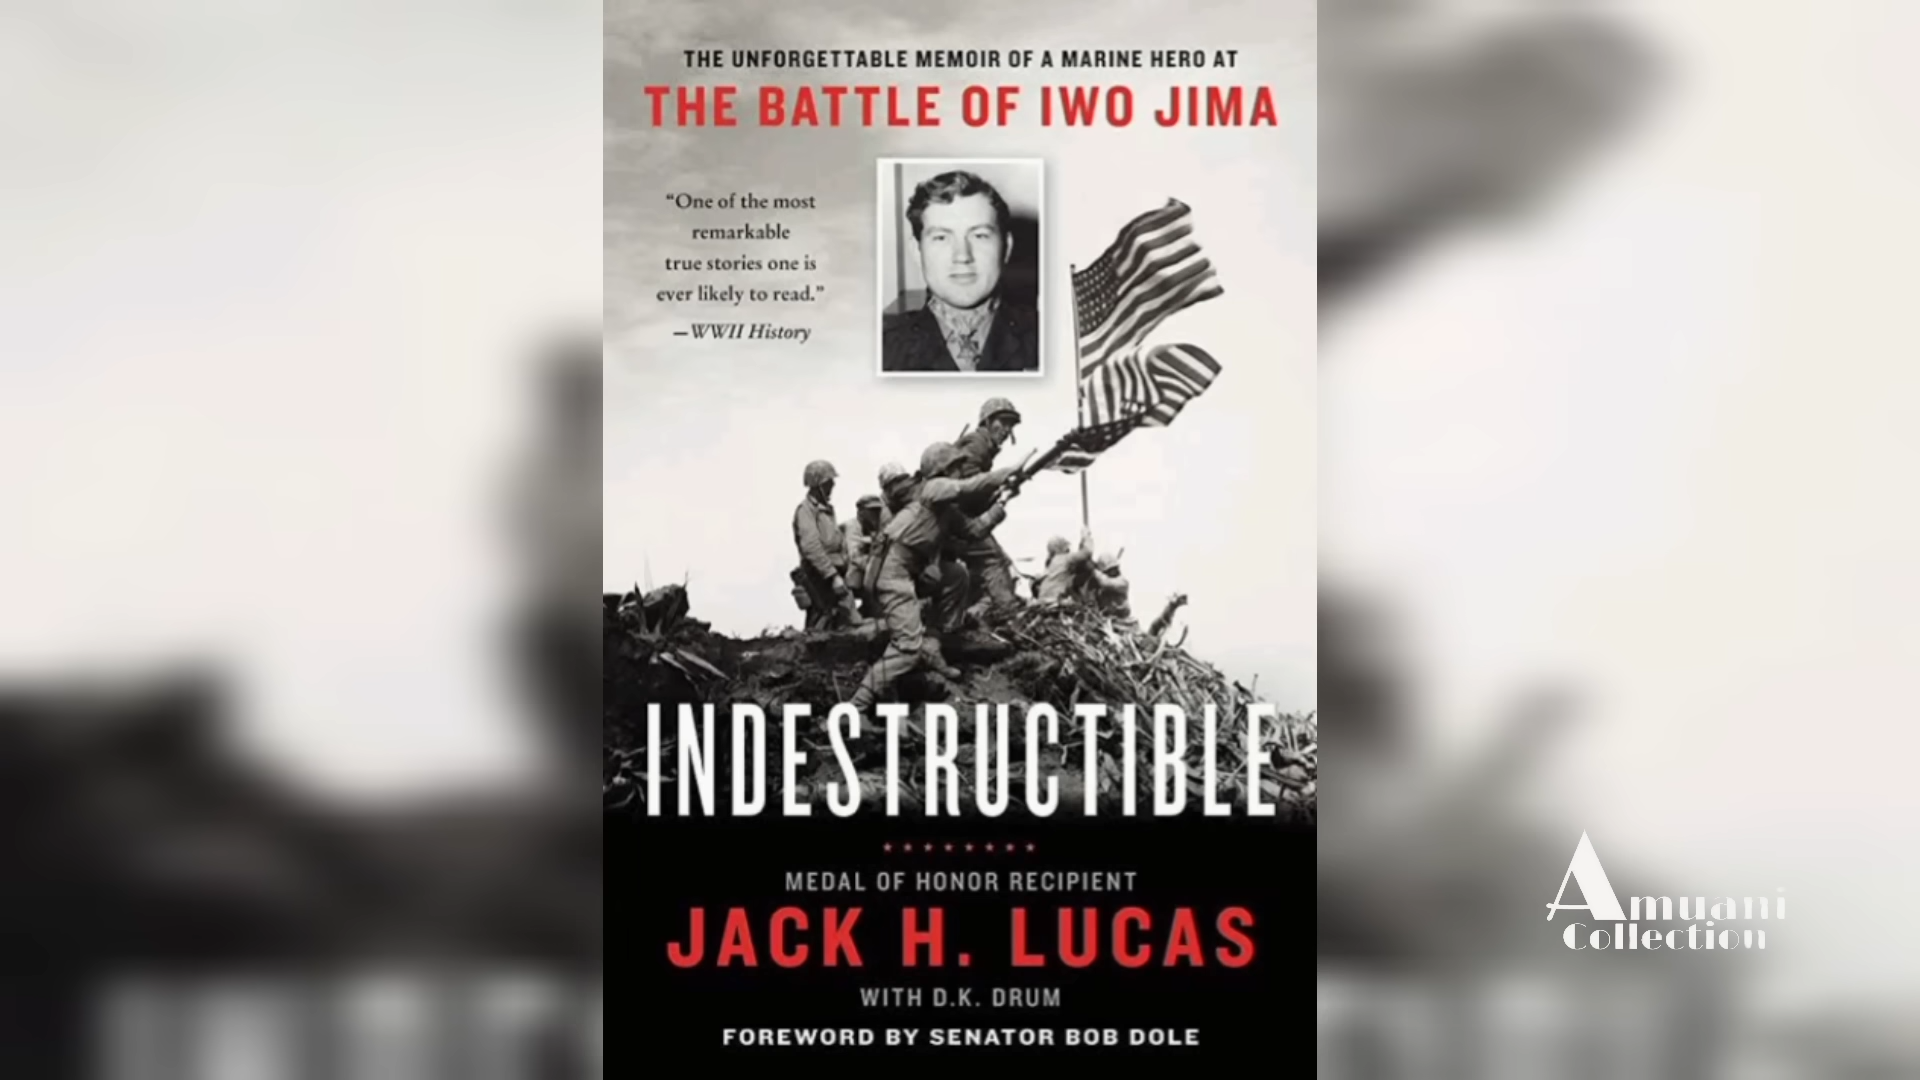 THE UNFORGETTABLE MEMOIR OF A MARINE HERO AT
THE BATTLE OF IWO JIMA
“One of the most
remarkable
true stories one is
ever likely to read.”
—WWII History
INDESTRUCTIBLE
MEDAL OF HONOR RECIPIENT
JACK H. LUCAS
WITH D.K. DRUM
FOREWORD BY SENATOR BOB DOLE
Amuani
Collection